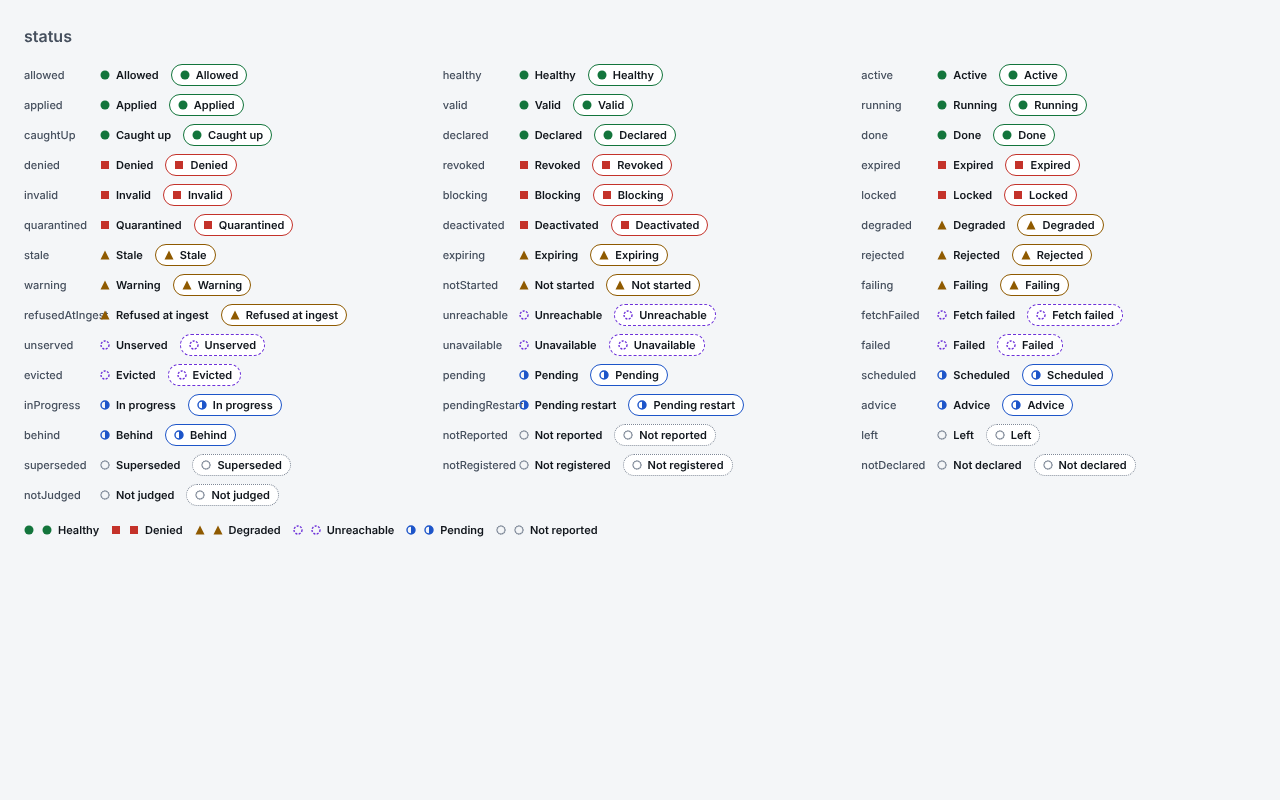 status
allowed Allowed Allowed healthy Healthy Healthy active Active Active
applied Applied Applied valid Valid Valid running Running Running
caughtUp Caught up Caught up declared Declared Declared done Done Done
denied Denied Denied revoked Revoked Revoked expired Expired Expired
invalid Invalid Invalid blocking Blocking Blocking locked Locked Locked
quarantined Quarantined Quarantined deactivated Deactivated Deactivated degraded Degraded Degraded
stale Stale Stale expiring Expiring Expiring rejected Rejected Rejected
warning Warning Warning notStarted Not started Not started failing Failing Failing
refusedAtIngest Refused at ingest Refused at ingest unreachable Unreachable Unreachable fetchFailed Fetch failed Fetch failed
unserved Unserved Unserved unavailable Unavailable Unavailable failed Failed Failed
evicted Evicted Evicted pending Pending Pending scheduled Scheduled Scheduled
inProgress In progress In progress pendingRestart Pending restart Pending restart advice Advice Advice
behind Behind Behind notReported Not reported Not reported left Left Left
superseded Superseded Superseded notRegistered Not registered Not registered notDeclared Not declared Not declared
notJudged Not judged Not judged
Healthy Denied Degraded Unreachable Pending Not reported